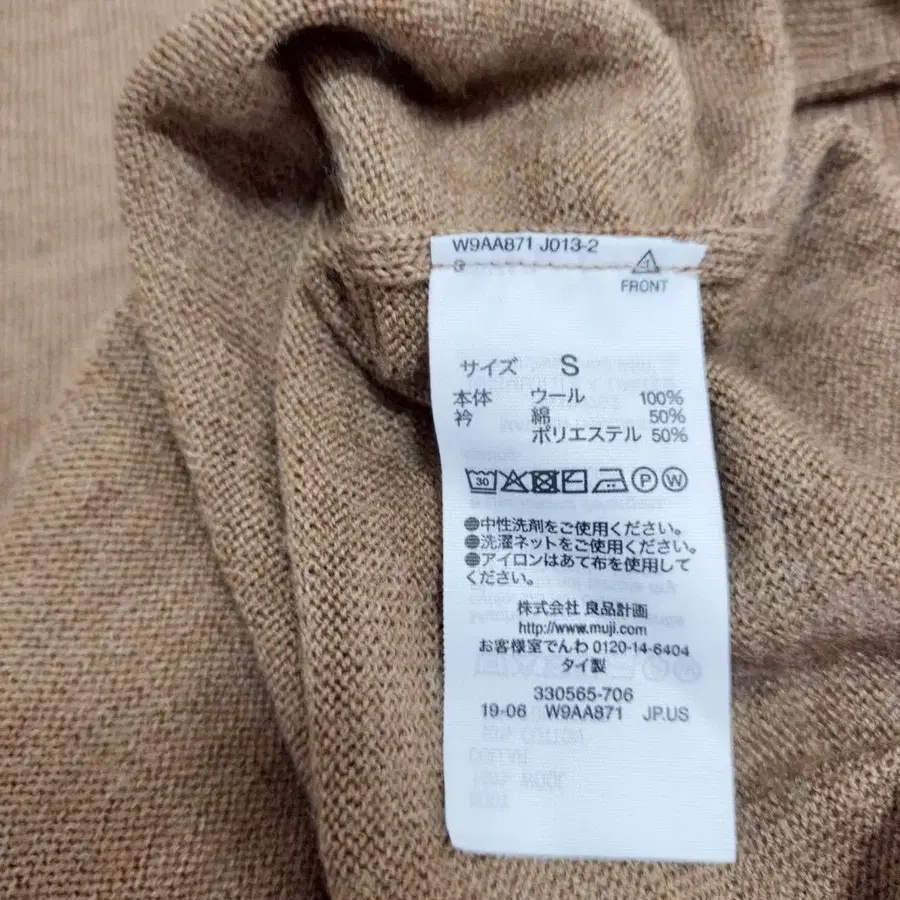 W9AA871 J013-2
FRONT
サイズ S
本体 ウール 100%
衿 綿 50%
ポリエステル 50%
30 P W
●中性洗剤をご使用ください。
●洗濯ネットをご使用ください。
●アイロンはあて布を使用して
ください。
株式会社 良品計画
http://www.muji.com
お客様室でんわ 0120-14-6404
タイ製
330565-706
19-06 W9AA871 JP.US